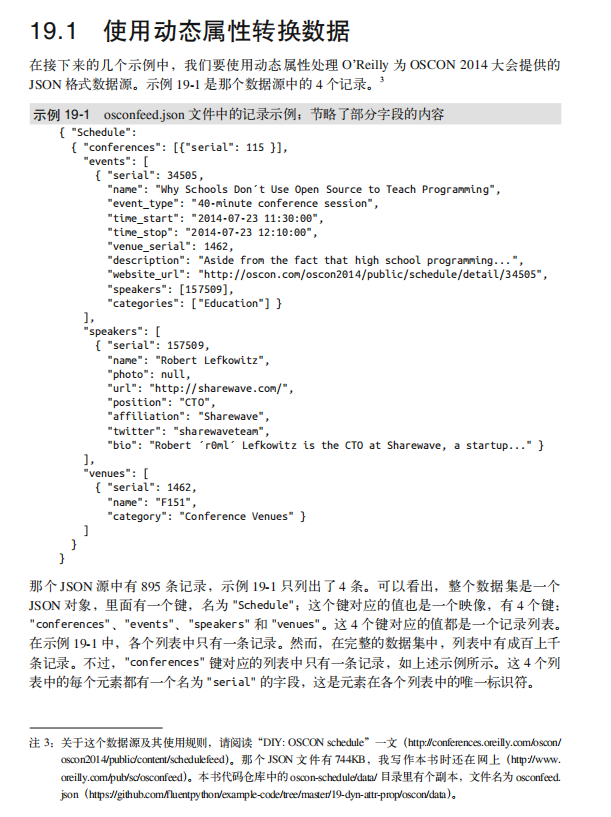 19.1 使用动态属性转换数据
在接下来的几个示例中，我们要使用动态属性处理 O'Reilly 为 OSCON 2014 大会提供的
JSON 格式数据源。示例 19-1 是那个数据源中的 4 个记录。3
示例 19-1 osconfeed.json 文件中的记录示例；节略了部分字段的内容
{ "Schedule":
  { "conferences": [{"serial": 115 }],
    "events": [
      { "serial": 34505,
        "name": "Why Schools Don´t Use Open Source to Teach Programming",
        "event_type": "40-minute conference session",
        "time_start": "2014-07-23 11:30:00",
        "time_stop": "2014-07-23 12:10:00",
        "venue_serial": 1462,
        "description": "Aside from the fact that high school programming...",
        "website_url": "http://oscon.com/oscon2014/public/schedule/detail/34505",
        "speakers": [157509],
        "categories": ["Education"] }
    ],
    "speakers": [
      { "serial": 157509,
        "name": "Robert Lefkowitz",
        "photo": null,
        "url": "http://sharewave.com/",
        "position": "CTO",
        "affiliation": "Sharewave",
        "twitter": "sharewaveteam",
        "bio": "Robert ´r0ml´ Lefkowitz is the CTO at Sharewave, a startup..." }
    ],
    "venues": [
      { "serial": 1462,
        "name": "F151",
        "category": "Conference Venues" }
    ]
  }
}
那个 JSON 源中有 895 条记录，示例 19-1 只列出了 4 条。可以看出，整个数据集是一个
JSON 对象，里面有一个键，名为 "Schedule"；这个键对应的值也是一个映像，有 4 个键：
"conferences"、"events"、"speakers" 和 "venues"。这 4 个键对应的值都是一个记录列表。
在示例 19-1 中，各个列表中只有一条记录。然而，在完整的数据集中，列表中有成百上千
条记录。不过，"conferences" 键对应的列表中只有一条记录，如上述示例所示。这 4 个列
表中的每个元素都有一个名为 "serial" 的字段，这是元素在各个列表中的唯一标识符。
注 3：关于这个数据源及其使用规则，请阅读“DIY: OSCON schedule”一文（http://conferences.oreilly.com/oscon/
oscon2014/public/content/schedulefeed）。那个 JSON 文件有 744KB，我写作本书时还在网上（http://www.
oreilly.com/pub/sc/osconfeed）。本书代码仓库中的 oscon-schedule/data/ 目录里有个副本，文件名为 osconfeed.
json（https://github.com/fluentpython/example-code/tree/master/19-dyn-attr-prop/oscon/data）。